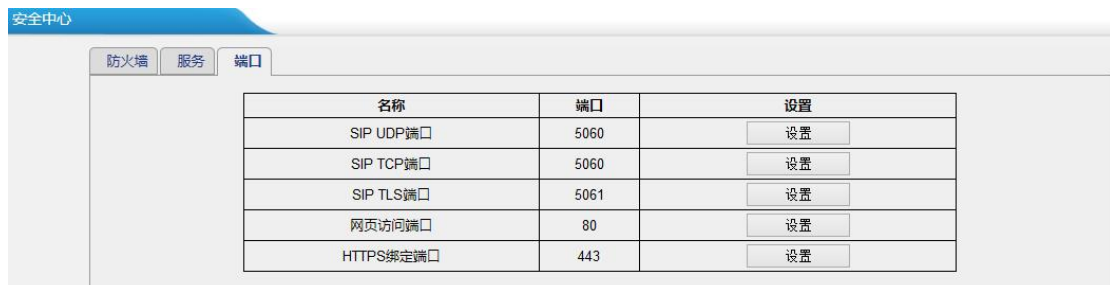 安全中心
防火墙 服务 端口
名称 端口 设置
SIP UDP端口 5060 设置
SIP TCP端口 5060 设置
SIP TLS端口 5061 设置
网页访问端口 80 设置
HTTPS绑定端口 443 设置